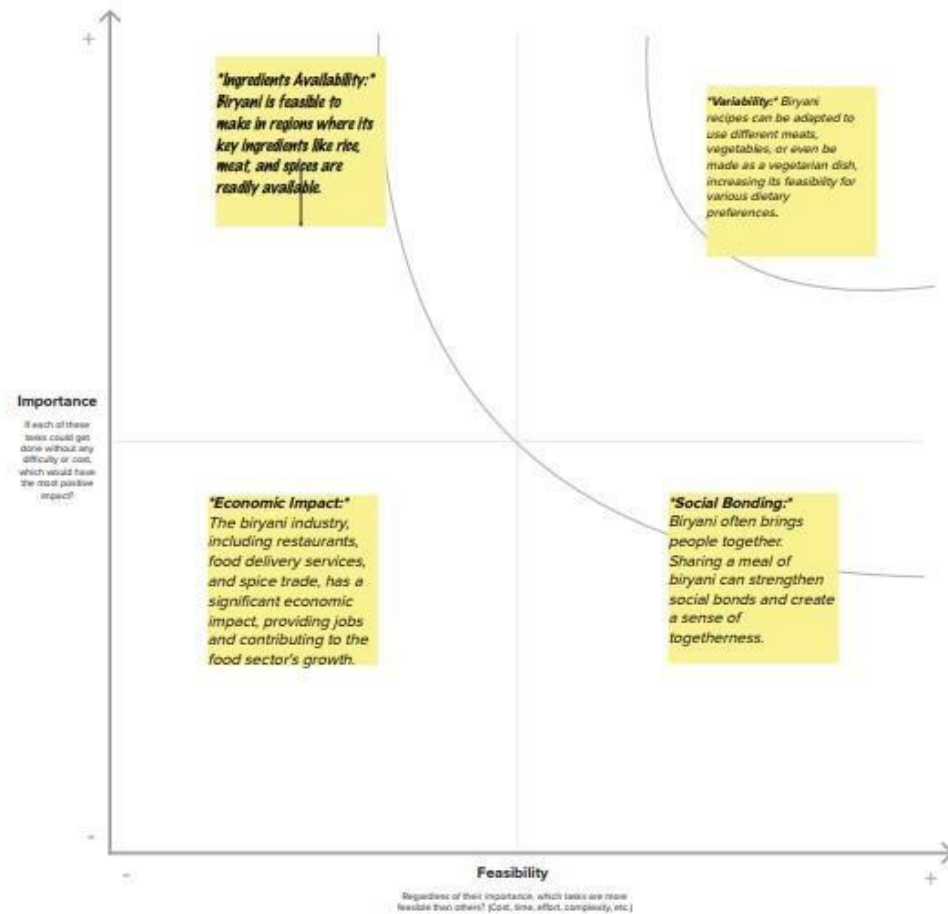 +
*Ingredients Availability:*
Biryani is feasible to
make in regions where its
key ingredients like rice,
meat, and spices are
readily available.
*Variability:* Biryani
recipes can be adapted to
use different meats,
vegetables, or even be
made as a vegetarian dish,
increasing its feasibility for
various dietary
preferences.
Importance
If each of these
tasks could get
done without any
difficulty or cost,
which would have
the most positive
impact?
*Economic Impact:*
The biryani industry,
including restaurants,
food delivery services,
and spice trade, has a
significant economic
impact, providing jobs
and contributing to the
food sector's growth.
*Social Bonding:*
Biryani often brings
people together.
Sharing a meal of
biryani can strengthen
social bonds and create
a sense of
togetherness.
-
-
Feasibility
+
Regardless of their importance, which tasks are more
feasible than others? (Cost, time, effort, complexity, etc.)